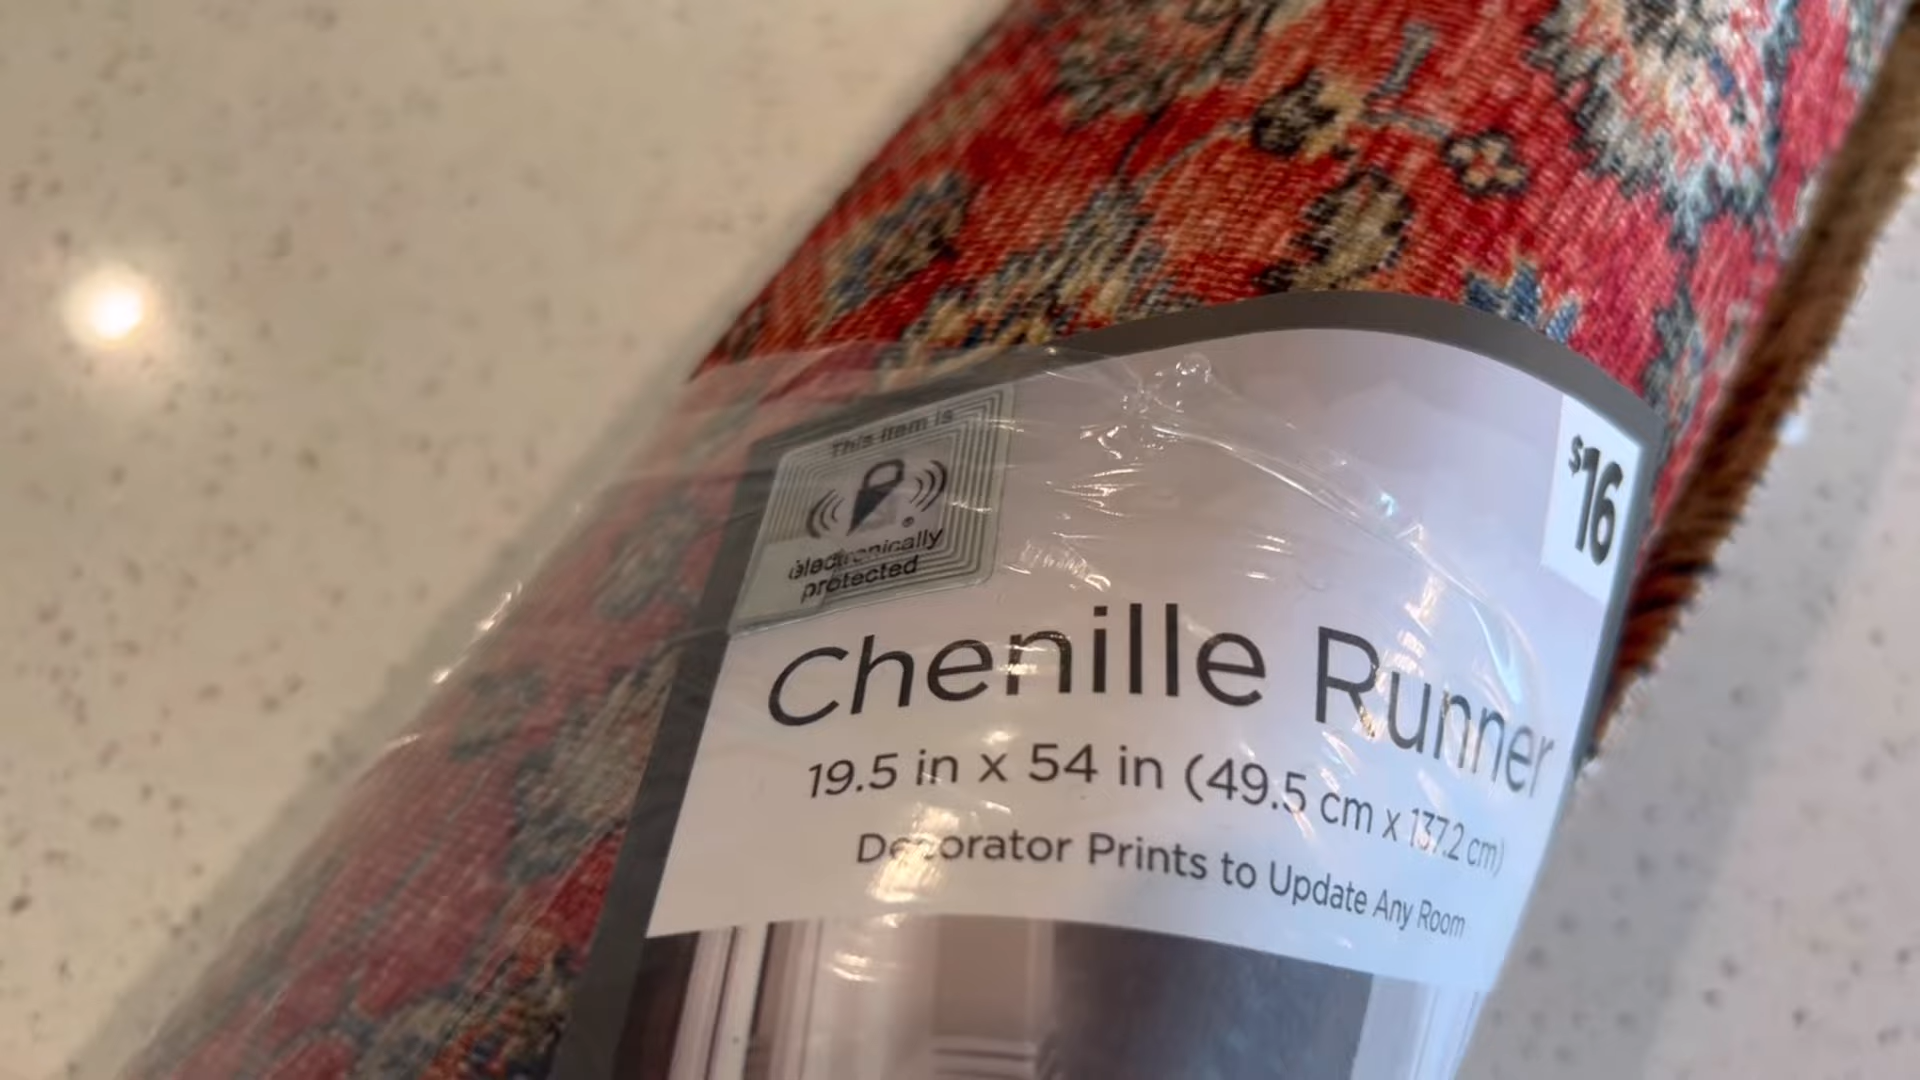 This item is
electronically
protected
$16
Chenille Runner
19.5 in x 54 in (49.5 cm x 137.2 cm)
Decorator Prints to Update Any Room